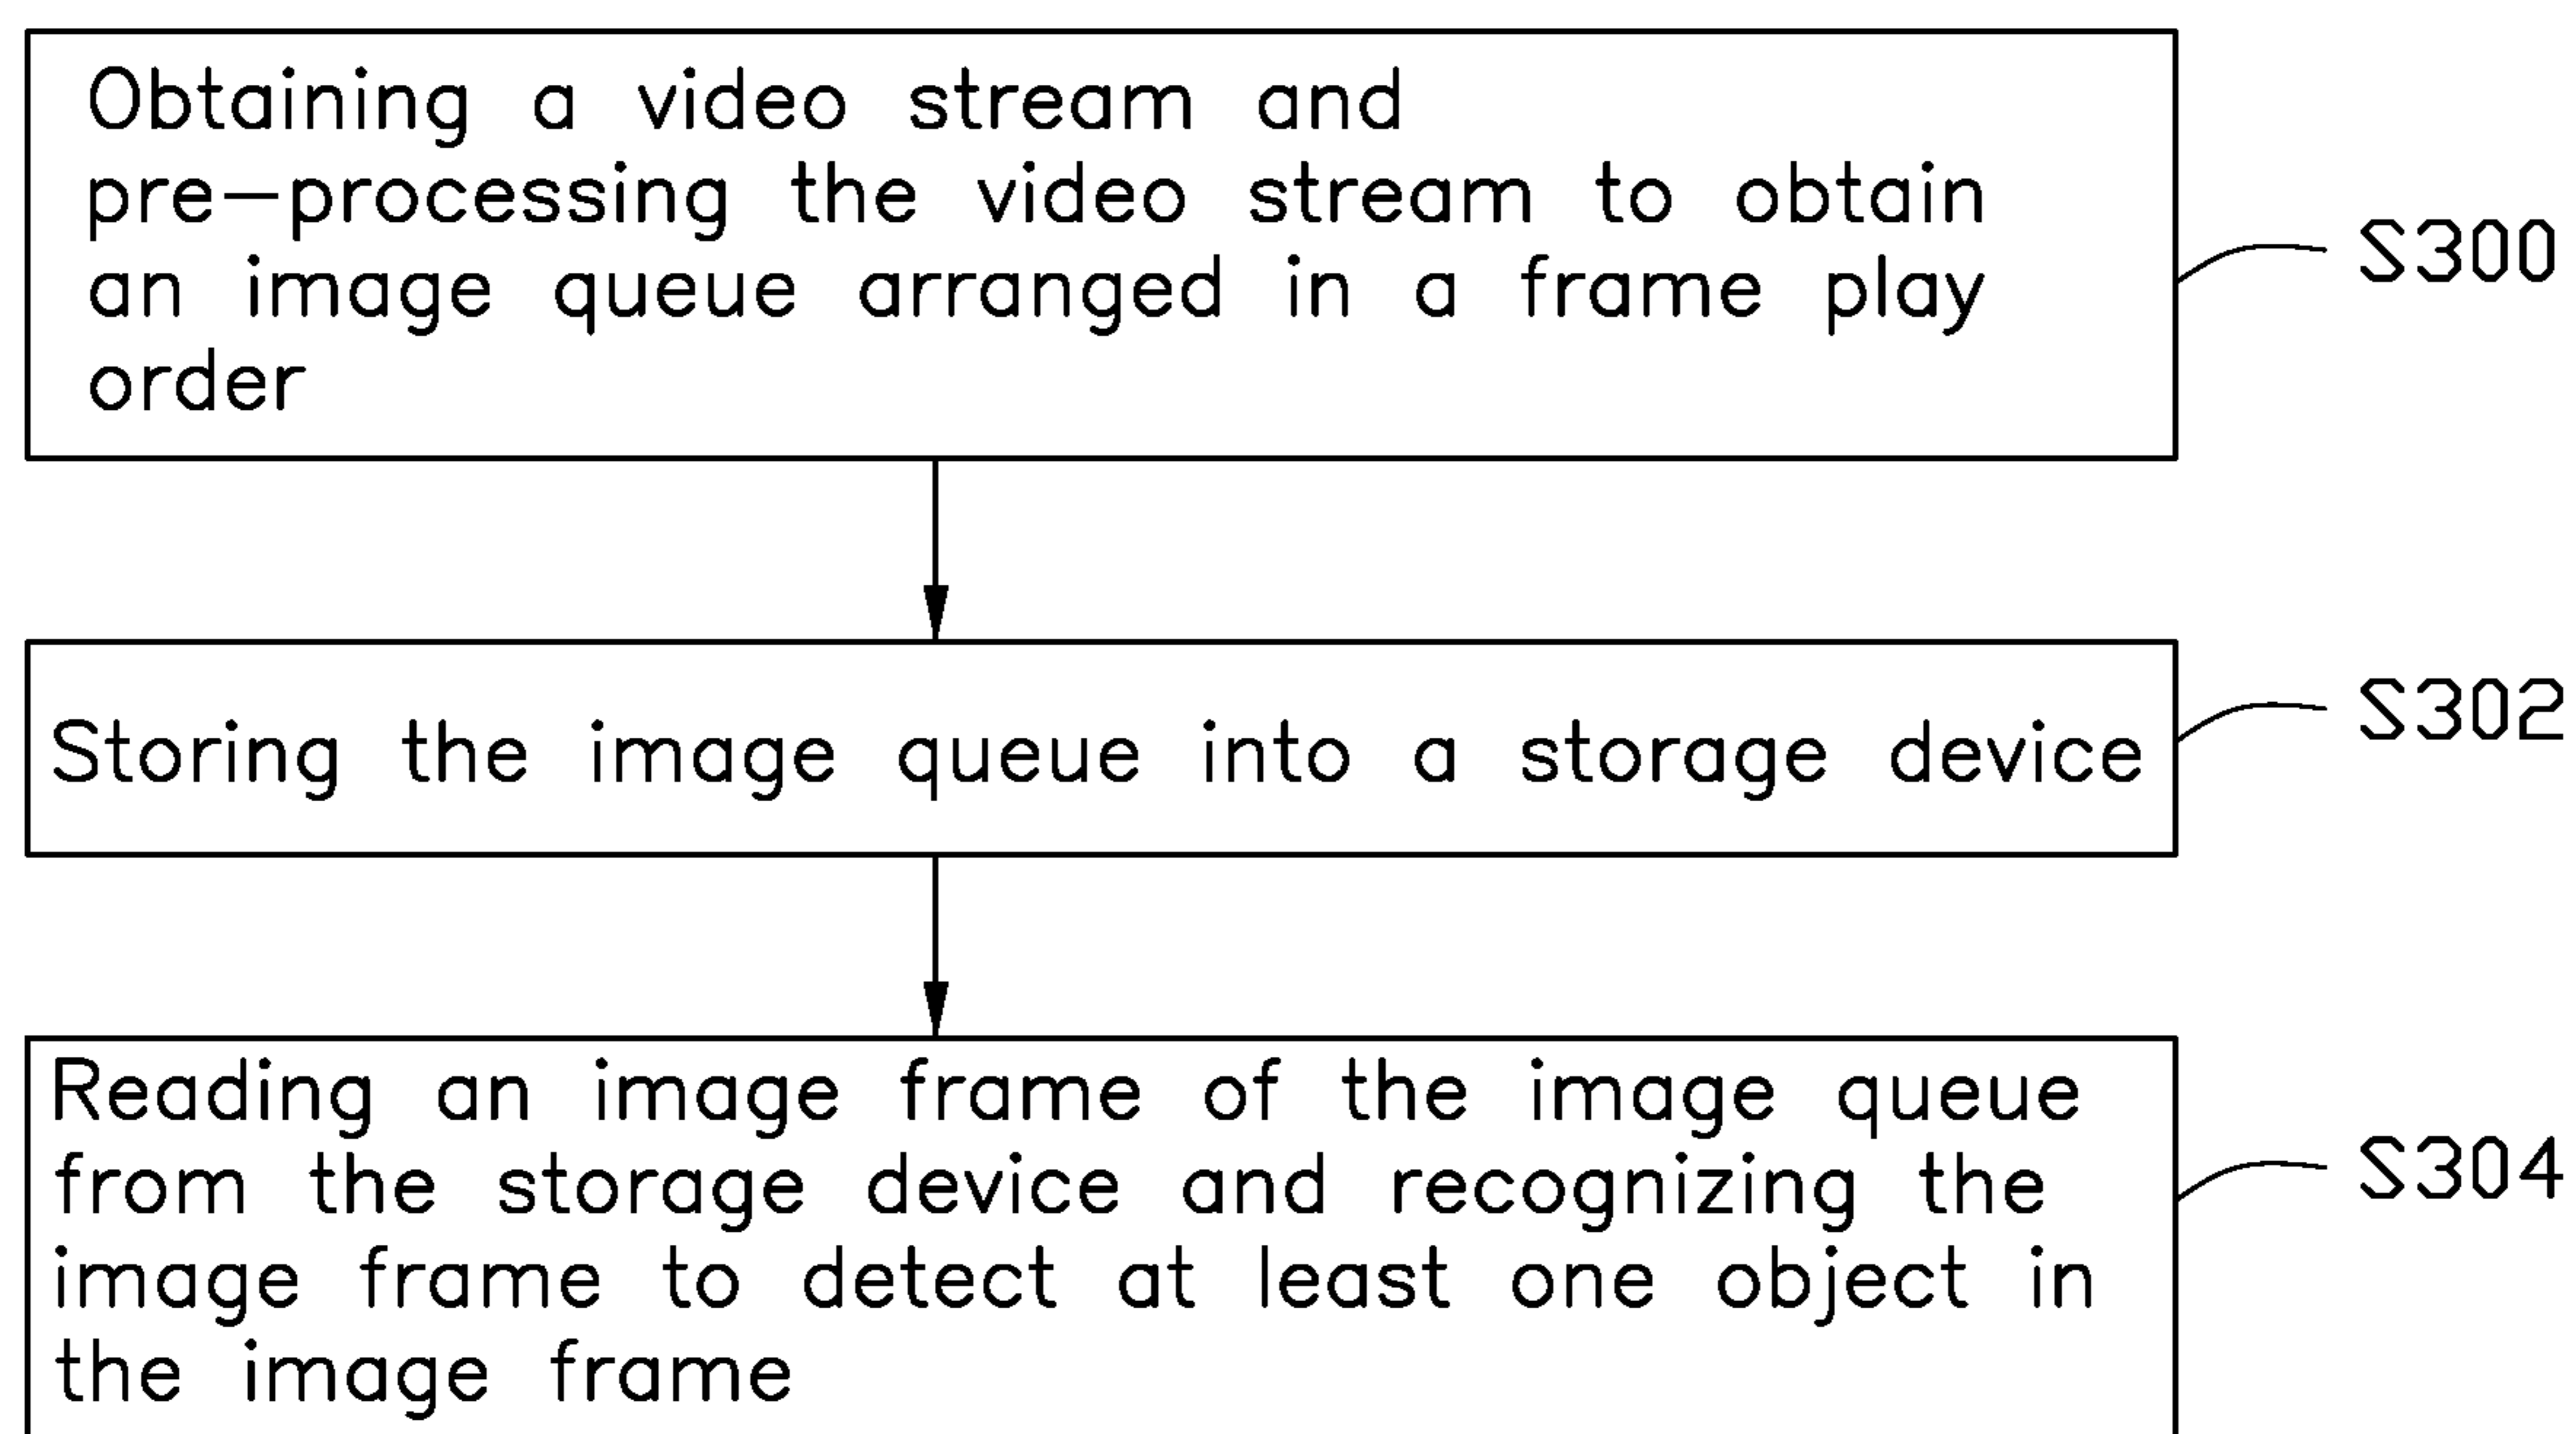 Obtaining a video stream and
pre-processing the video stream to obtain
an image queue arranged in a frame play
order
S300
Storing the image queue into a storage device
S302
Reading an image frame of the image queue
from the storage device and recognizing the
image frame to detect at least one object in
the image frame
S304